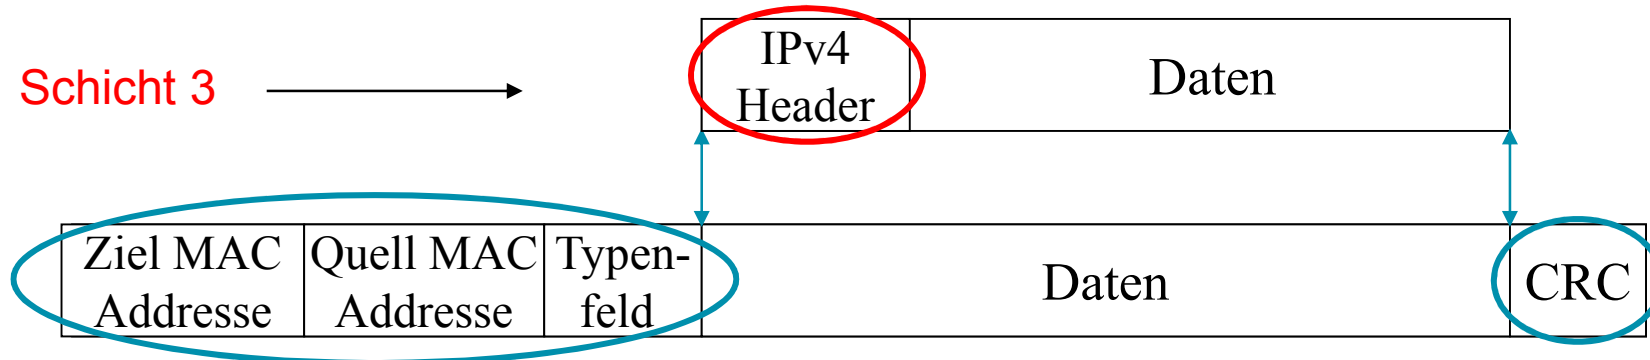 IPv4
Header
Daten
Schicht 3
Ziel MAC
Addresse
Quell MAC
Addresse
Typen-
feld
Daten
CRC